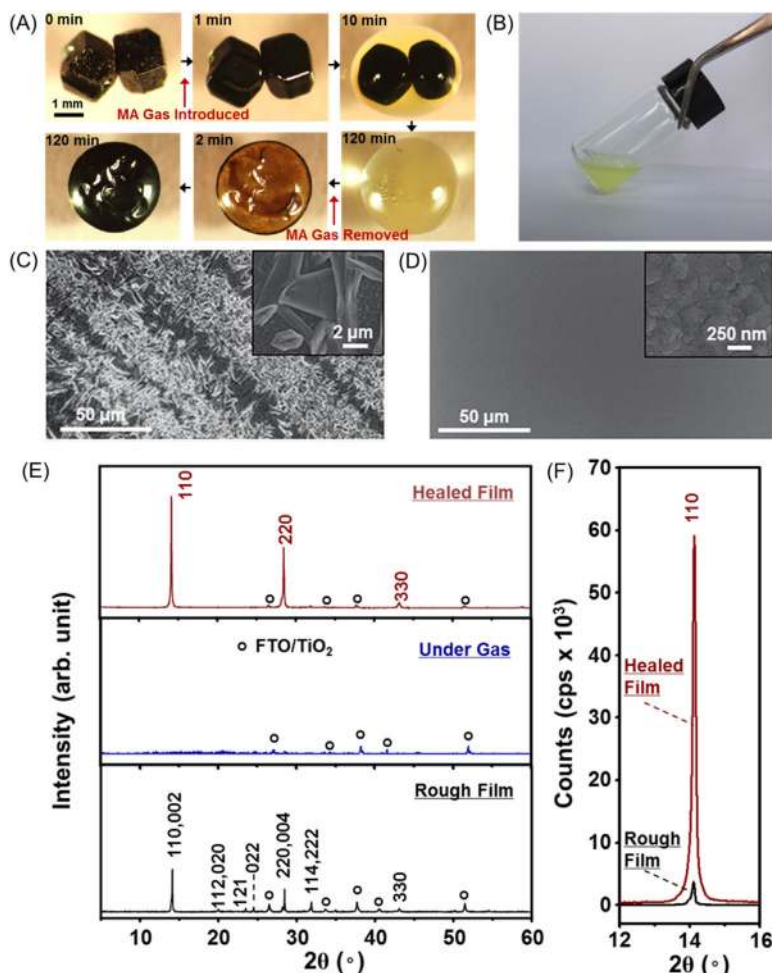 (A)
0 min
1 min
10 min
1 mm
MA Gas Introduced
120 min
2 min
120 min
MA Gas Removed
(B)
(C)
2 µm
50 µm
(D)
250 nm
50 µm
(E)
Intensity (arb. unit)
110
220
330
Healed Film
FTO/TiO₂
Under Gas
Rough Film
110,002
112,020
121
022
220,004
114,222
330
10 20 30 40 50 60
2θ (°)
(F)
Counts (cps x 10³)
70
60
50
40
30
20
10
0
110
Healed
Film
Rough
Film
12 14 16
2θ (°)